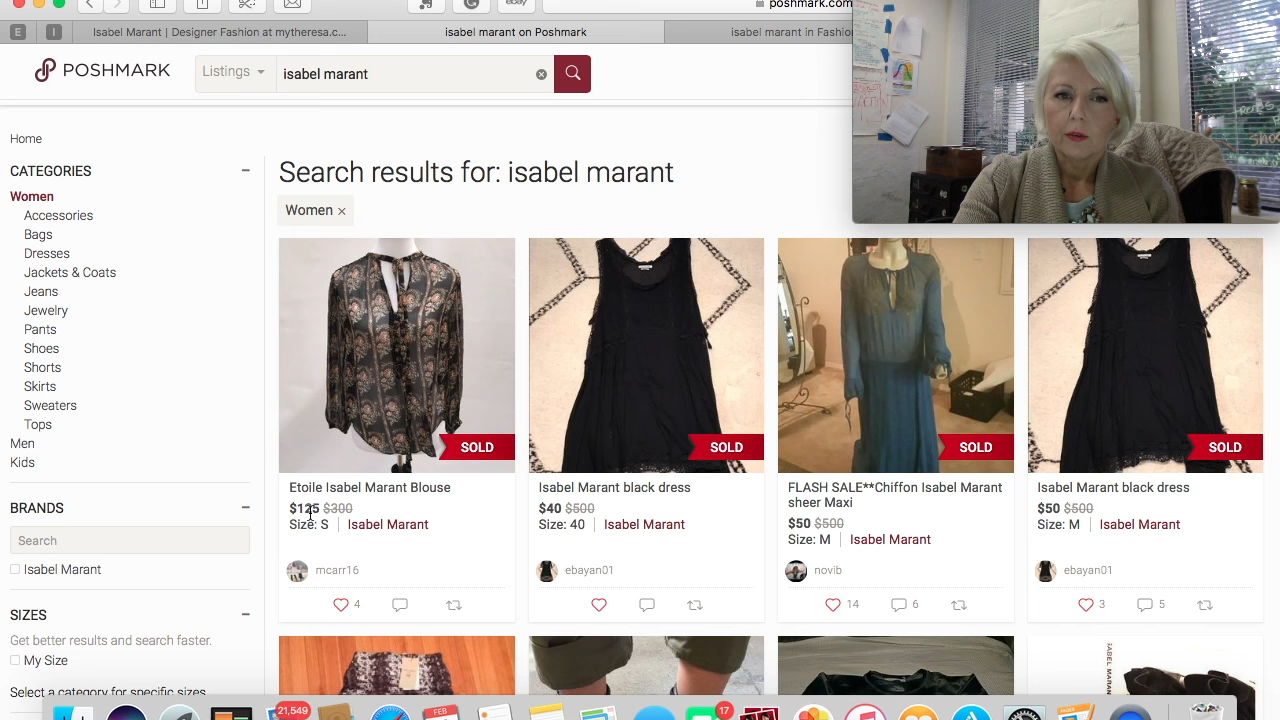 poshmark.com
E
I
Isabel Marant - Designer Fashion at mytheresa.c...
isabel marant on Poshmark
isabel marant in Fashion
POSHMARK
Listings
isabel marant
Home
CATEGORIES
Women
Accessories
Bags
Dresses
Jackets & Coats
Jeans
Jewelry
Pants
Shoes
Shorts
Skirts
Sweaters
Tops
Men
Kids
BRANDS
Search
Isabel Marant
SIZES
Get better results and search faster.
My Size
Select a category for specific sizes
Search results for: isabel marant
Women ×
SOLD
Etoile Isabel Marant Blouse
$125 $300
Size: S
Isabel Marant
mcarr16
4
SOLD
Isabel Marant black dress
$40 $500
Size: 40
Isabel Marant
ebayan01
SOLD
FLASH SALE**Chiffon Isabel Marant
sheer Maxi
$50 $500
Size: M
Isabel Marant
novib
14
6
SOLD
Isabel Marant black dress
$50 $500
Size: M
Isabel Marant
ebayan01
3
5
ISABEL MARANT
21,549
FEB
17